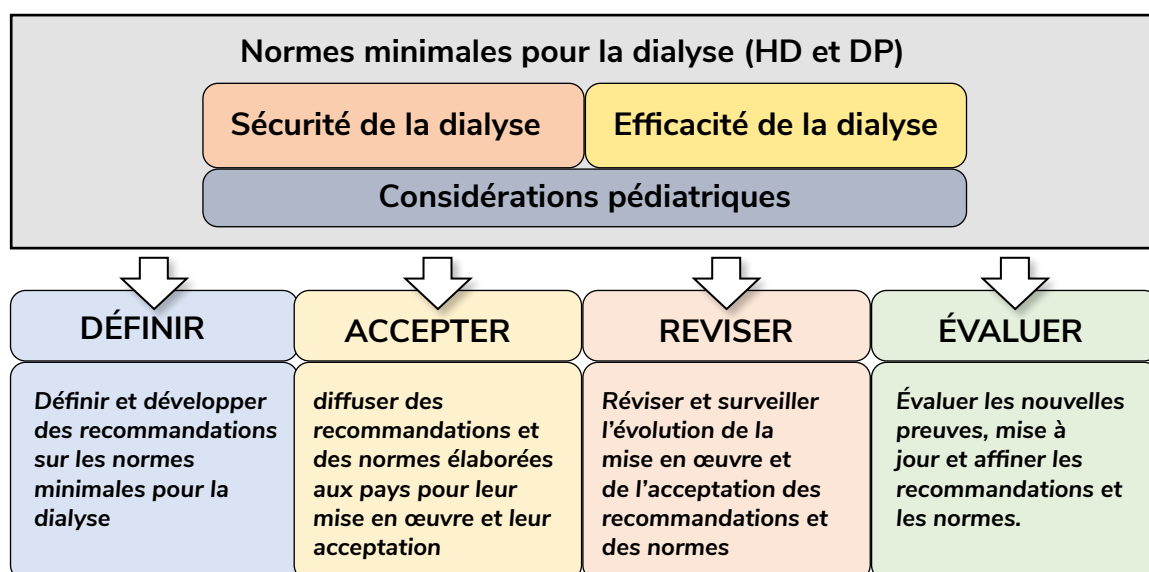 Normes minimales pour la dialyse (HD et DP)
Sécurité de la dialyse
Efficacité de la dialyse
Considérations pédiatriques
DÉFINIR
Définir et développer
des recommandations
sur les normes
minimales pour la
dialyse
ACCEPTER
diffuser des
recommandations et
des normes élaborées
aux pays pour leur
mise en œuvre et leur
acceptation
REVISER
Réviser et surveiller
l’évolution de la
mise en œuvre et
de l’acceptation des
recommandations et
des normes
ÉVALUER
Évaluer les nouvelles
preuves, mise à
jour et affiner les
recommandations et
les normes.